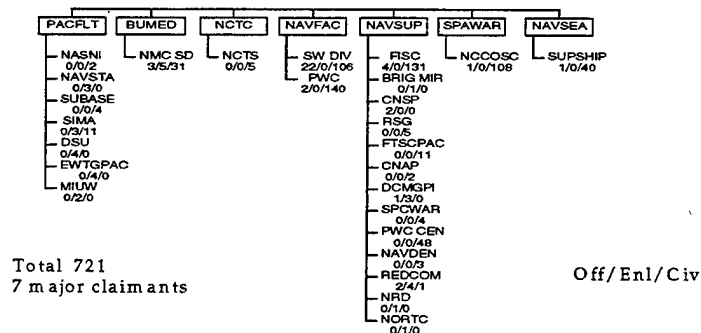 PACFLT
BUMED
NCTC
NAVFAC
NAVSUP
SPAWAR
NAVSEA
NASNI
0/0/2
NAVSTA
0/3/0
SUBASE
0/0/4
SIMA
0/3/11
DSU
0/4/0
EWTGPAC
0/4/0
MIUW
0/2/0
NMC SD
3/5/31
NCTS
0/0/5
SW DIV
22/0/106
PWC
2/0/140
FISC
4/0/131
BRIG MIR
0/1/0
CNSP
2/0/0
RSG
0/0/5
FTSCPAC
0/0/11
CNAP
0/0/2
DCMGPI
1/3/0
SPCWAR
0/0/4
PWC CEN
0/0/48
NAVDEN
0/0/3
REDCOM
2/4/1
NRD
0/1/0
NORTC
0/1/0
NCCOSC
1/0/108
SUPSHIP
1/0/40
Total 721
7 major claimants
Off/Enl/Civ